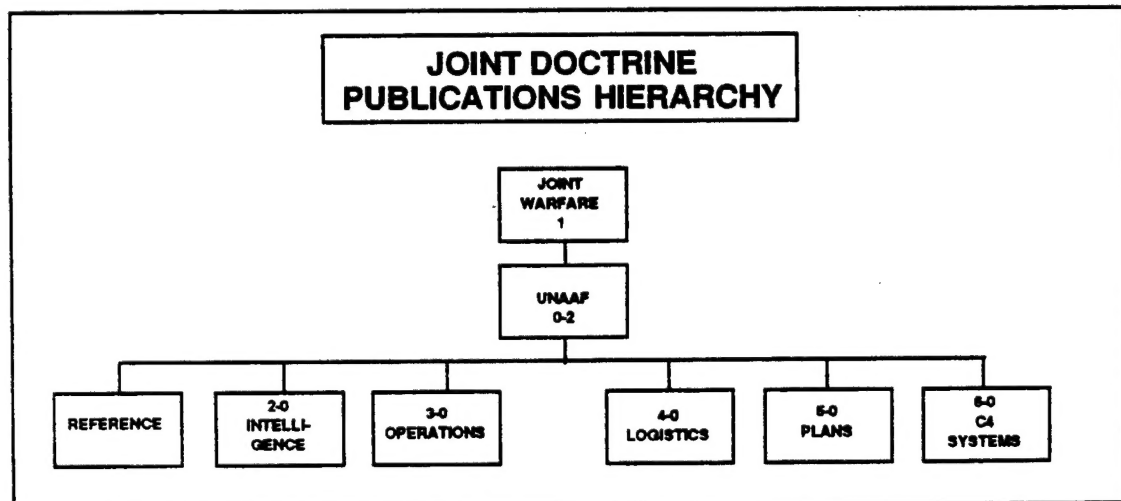 JOINT DOCTRINE
PUBLICATIONS HIERARCHY
JOINT
WARFARE
1
UNAAF
0-2
REFERENCE
2-0
INTELLI-
GENCE
3-0
OPERATIONS
4-0
LOGISTICS
5-0
PLANS
6-0
C4
SYSTEMS